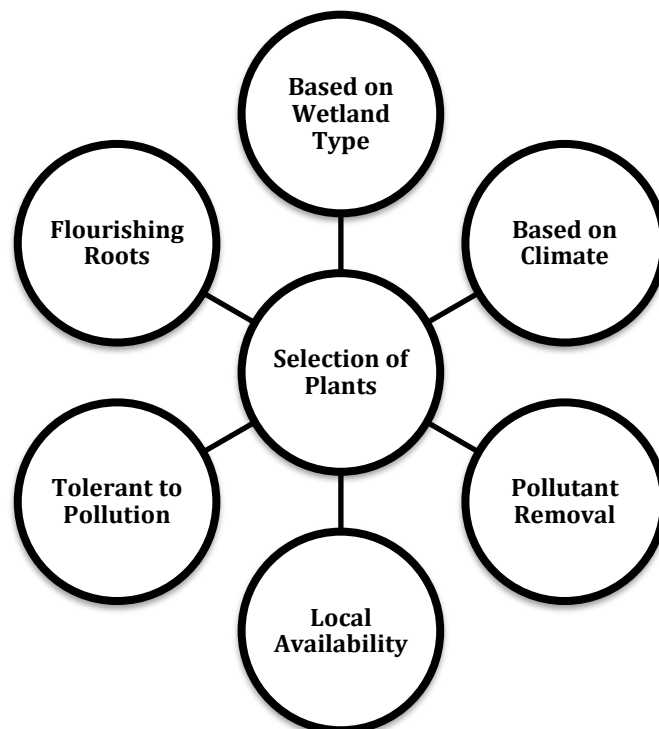 Based on
Wetland
Type
Flourishing
Roots
Based on
Climate
Selection of
Plants
Tolerant to
Pollution
Pollutant
Removal
Local
Availability